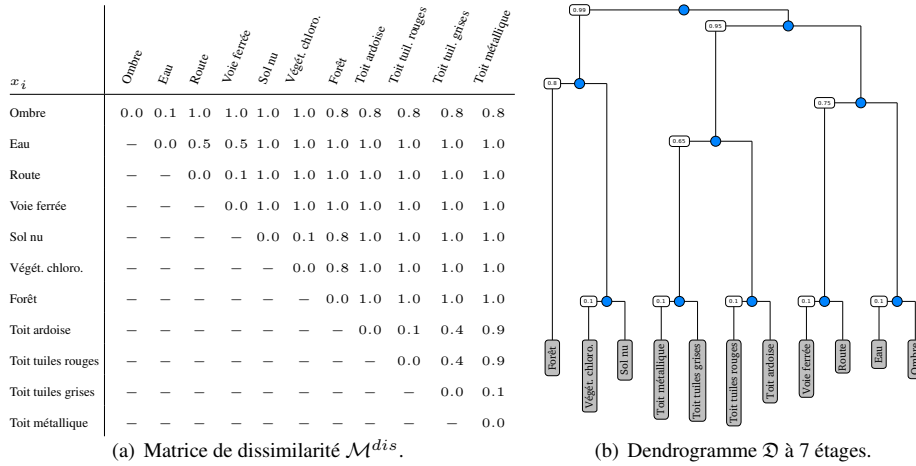 x_i Ombre Eau Route Voie ferrée Sol nu Végét. chloro. Forêt Toit ardoise Toit tuil. rouges Toit tuil. grises Toit métallique
Ombre 0.0 0.1 1.0 1.0 1.0 1.0 0.8 0.8 0.8 0.8 0.8
Eau – 0.0 0.5 0.5 1.0 1.0 1.0 1.0 1.0 1.0 1.0
Route – – 0.0 0.1 1.0 1.0 1.0 1.0 1.0 1.0 1.0
Voie ferrée – – – 0.0 1.0 1.0 1.0 1.0 1.0 1.0 1.0
Sol nu – – – – 0.0 0.1 0.8 1.0 1.0 1.0 1.0
Végét. chloro. – – – – – 0.0 0.8 1.0 1.0 1.0 1.0
Forêt – – – – – – 0.0 1.0 1.0 1.0 1.0
Toit ardoise – – – – – – – 0.0 0.1 0.4 0.9
Toit tuiles rouges – – – – – – – – 0.0 0.4 0.9
Toit tuiles grises – – – – – – – – – 0.0 0.1
Toit métallique – – – – – – – – – – 0.0
(a) Matrice de dissimilarité M^dis.
0.99
0.95
0.8
0.75
0.65
0.1 0.1 0.1 0.1 0.1
Forêt
Végét. chloro.
Sol nu
Toit métallique
Toit tuiles grises
Toit tuiles rouges
Toit ardoise
Voie ferrée
Route
Eau
Ombre
(b) Dendrogramme 𝔇 à 7 étages.